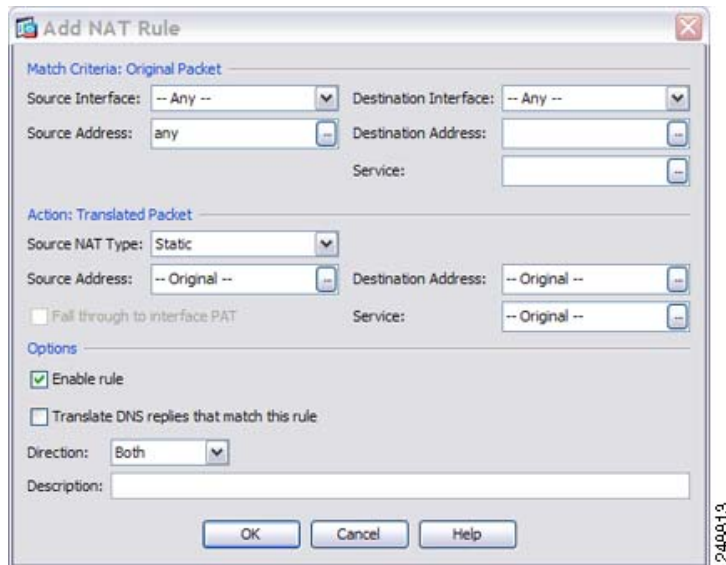 Add NAT Rule
Match Criteria: Original Packet
Source Interface: -- Any -- Destination Interface: -- Any --
Source Address: any ... Destination Address: ...
Service: ...
Action: Translated Packet
Source NAT Type: Static
Source Address: -- Original -- ... Destination Address: -- Original -- ...
Fall through to interface PAT Service: -- Original -- ...
Options
Enable rule
Translate DNS replies that match this rule
Direction: Both
Description:
OK Cancel Help
248813